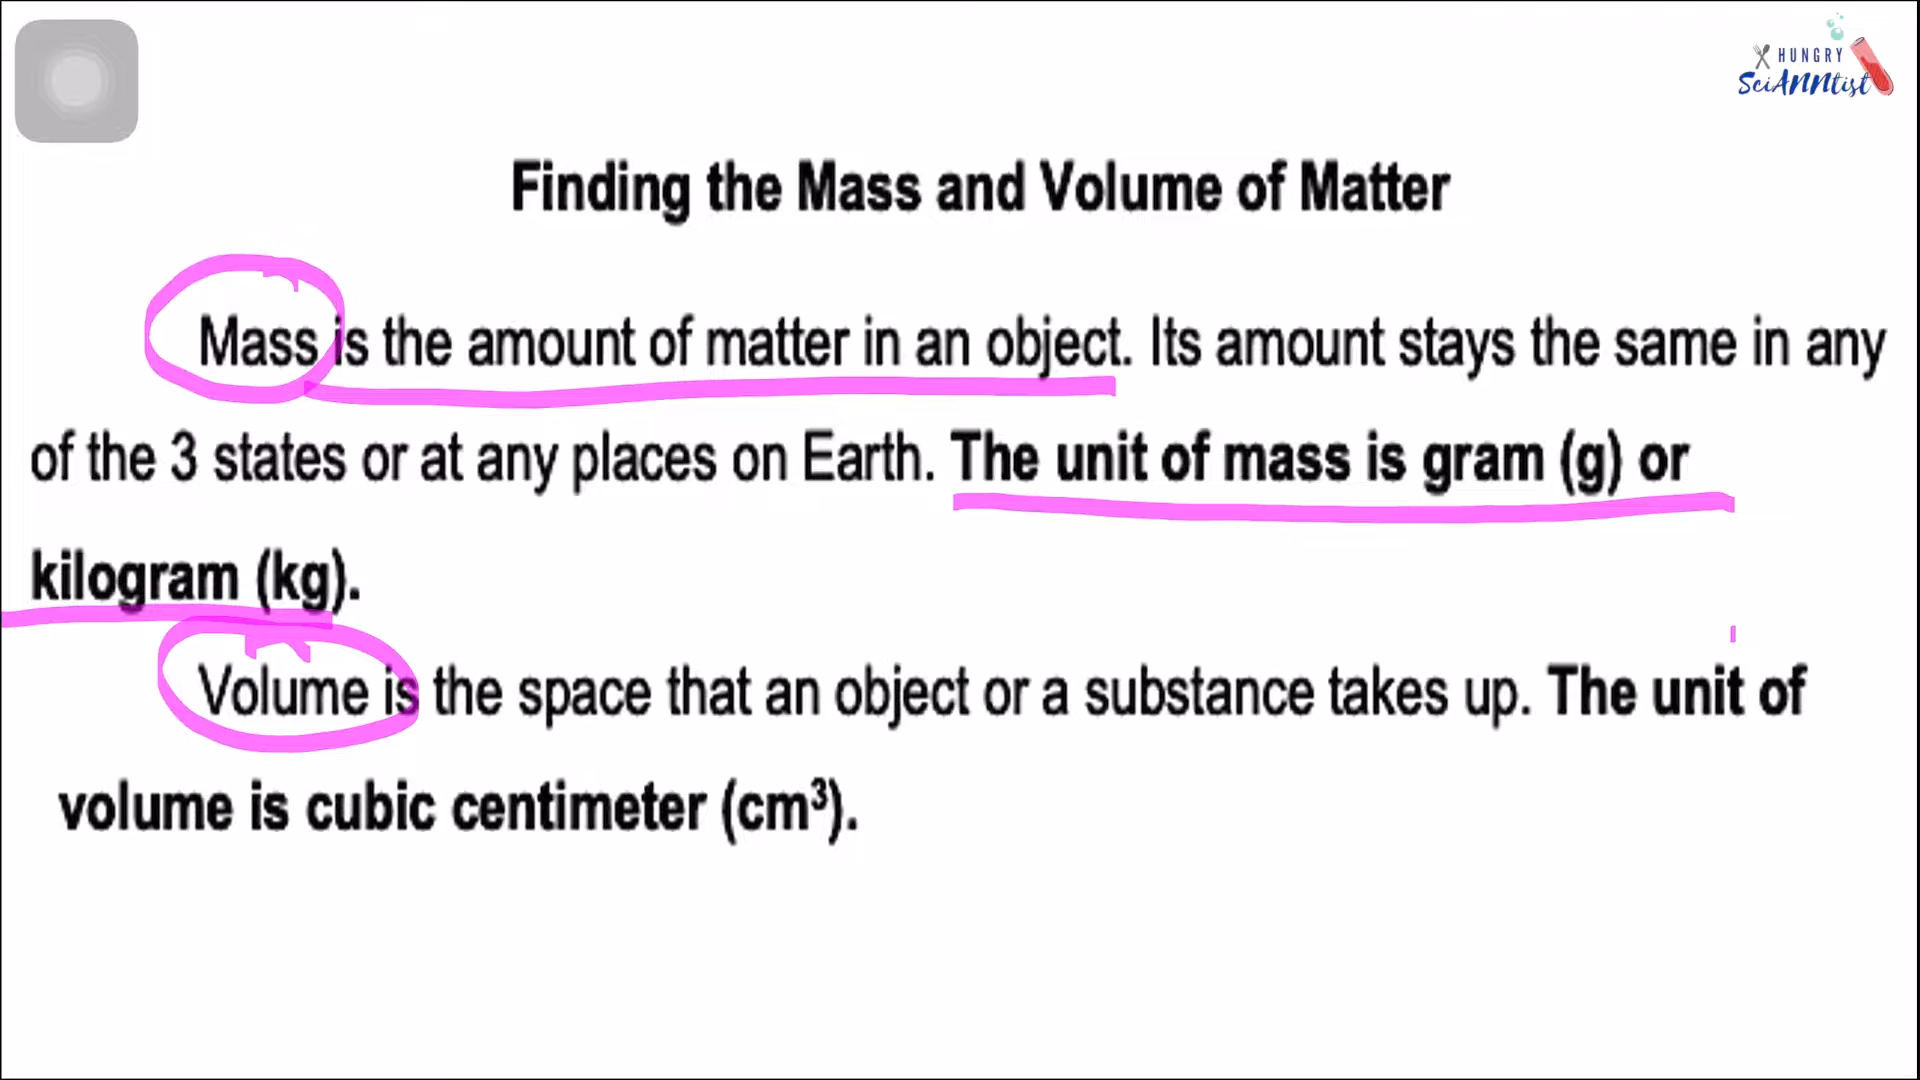 HUNGRY
SciANNtist
Finding the Mass and Volume of Matter
Mass is the amount of matter in an object. Its amount stays the same in any
of the 3 states or at any places on Earth. The unit of mass is gram (g) or
kilogram (kg).
Volume is the space that an object or a substance takes up. The unit of
volume is cubic centimeter (cm³).